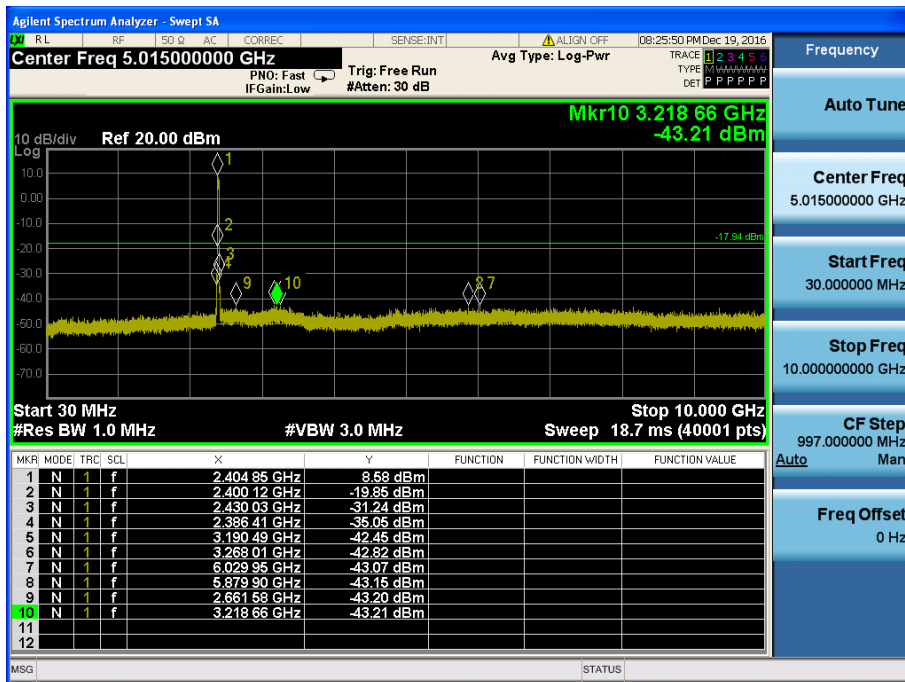 Agilent Spectrum Analyzer - Swept SA
LXI RL RF 50 Ω AC CORREC SENSE:INT ALIGN OFF 08:25:50 PM Dec 19, 2016
Center Freq 5.015000000 GHz
PNO: Fast
IFGain:Low
Trig: Free Run
#Atten: 30 dB
Avg Type: Log-Pwr
TRACE 1 2 3 4 5 6
TYPE M
DET P P P P P P
Mkr10 3.218 66 GHz
-43.21 dBm
10 dB/div Ref 20.00 dBm
Log
10.0
0.00
-10.0
-20.0
-30.0
-40.0
-50.0
-60.0
-70.0
1
2
3
4
9
10
7
-17.94 dBm
Start 30 MHz Stop 10.000 GHz
#Res BW 1.0 MHz #VBW 3.0 MHz Sweep 18.7 ms (40001 pts)
MKR MODE TRC SCL X Y FUNCTION FUNCTION WIDTH FUNCTION VALUE
1 N 1 f 2.404 85 GHz 8.58 dBm
2 N 1 f 2.400 12 GHz -19.85 dBm
3 N 1 f 2.430 03 GHz -31.24 dBm
4 N 1 f 2.386 41 GHz -35.05 dBm
5 N 1 f 3.190 49 GHz -42.45 dBm
6 N 1 f 3.268 01 GHz -42.82 dBm
7 N 1 f 6.029 95 GHz -43.07 dBm
8 N 1 f 5.879 90 GHz -43.15 dBm
9 N 1 f 2.661 58 GHz -43.20 dBm
10 N 1 f 3.218 66 GHz -43.21 dBm
11
12
MSG STATUS
Frequency
Auto Tune
Center Freq
5.015000000 GHz
Start Freq
30.000000 MHz
Stop Freq
10.000000000 GHz
CF Step
997.000000 MHz
Auto Man
Freq Offset
0 Hz